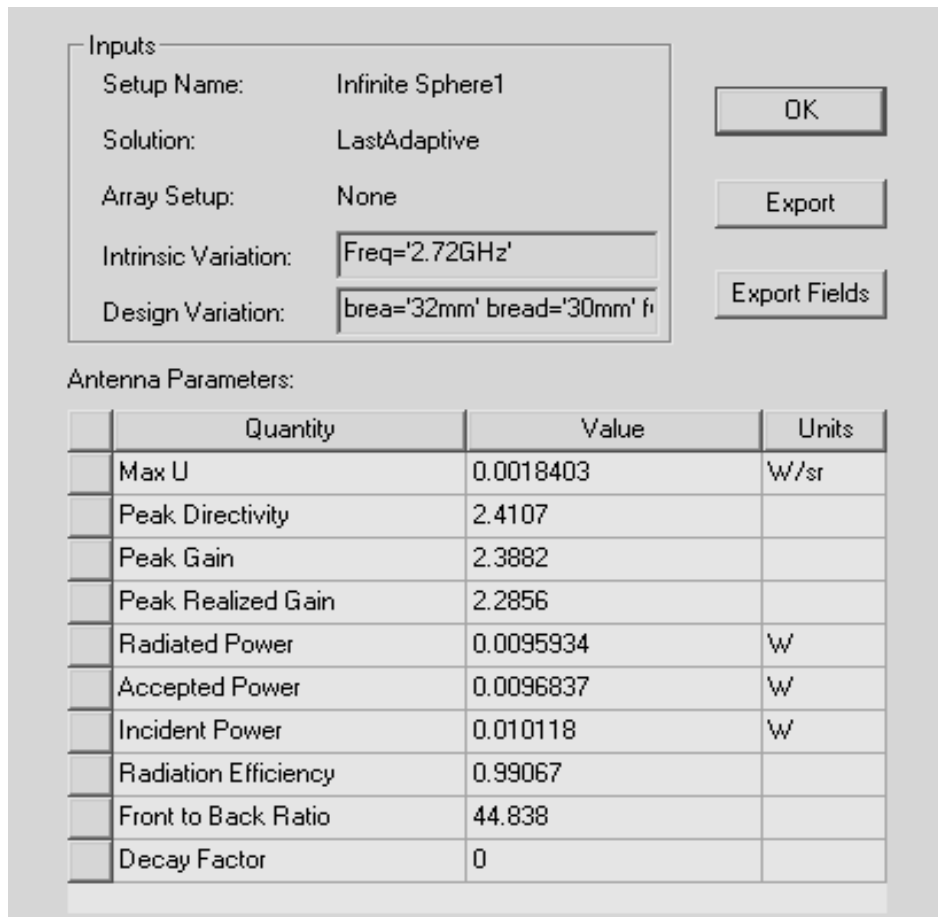 Inputs
Setup Name: Infinite Sphere1
OK
Solution: LastAdaptive
Array Setup: None
Export
Intrinsic Variation: Freq='2.72GHz'
Export Fields
Design Variation: brea='32mm' bread='30mm'
Antenna Parameters:
Quantity Value Units
Max U 0.0018403 W/sr
Peak Directivity 2.4107
Peak Gain 2.3882
Peak Realized Gain 2.2856
Radiated Power 0.0095934 W
Accepted Power 0.0096837 W
Incident Power 0.010118 W
Radiation Efficiency 0.99067
Front to Back Ratio 44.838
Decay Factor 0